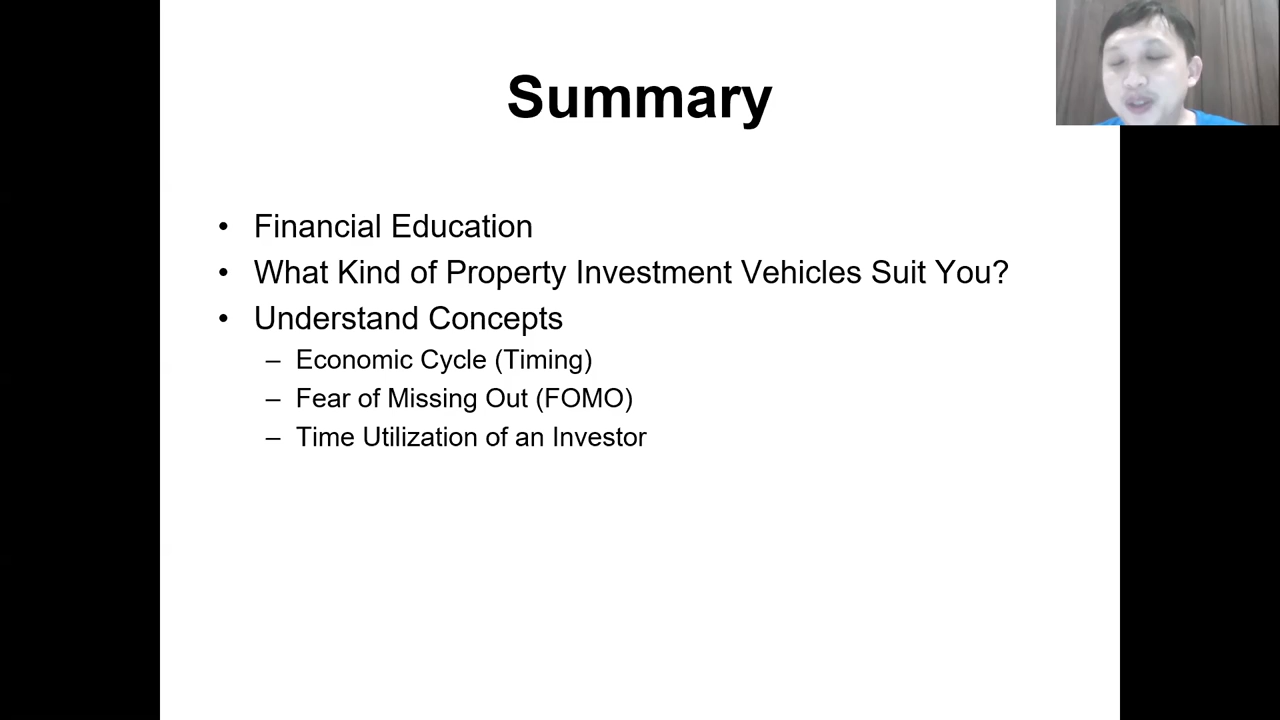 Summary
• Financial Education
• What Kind of Property Investment Vehicles Suit You?
• Understand Concepts
– Economic Cycle (Timing)
– Fear of Missing Out (FOMO)
– Time Utilization of an Investor